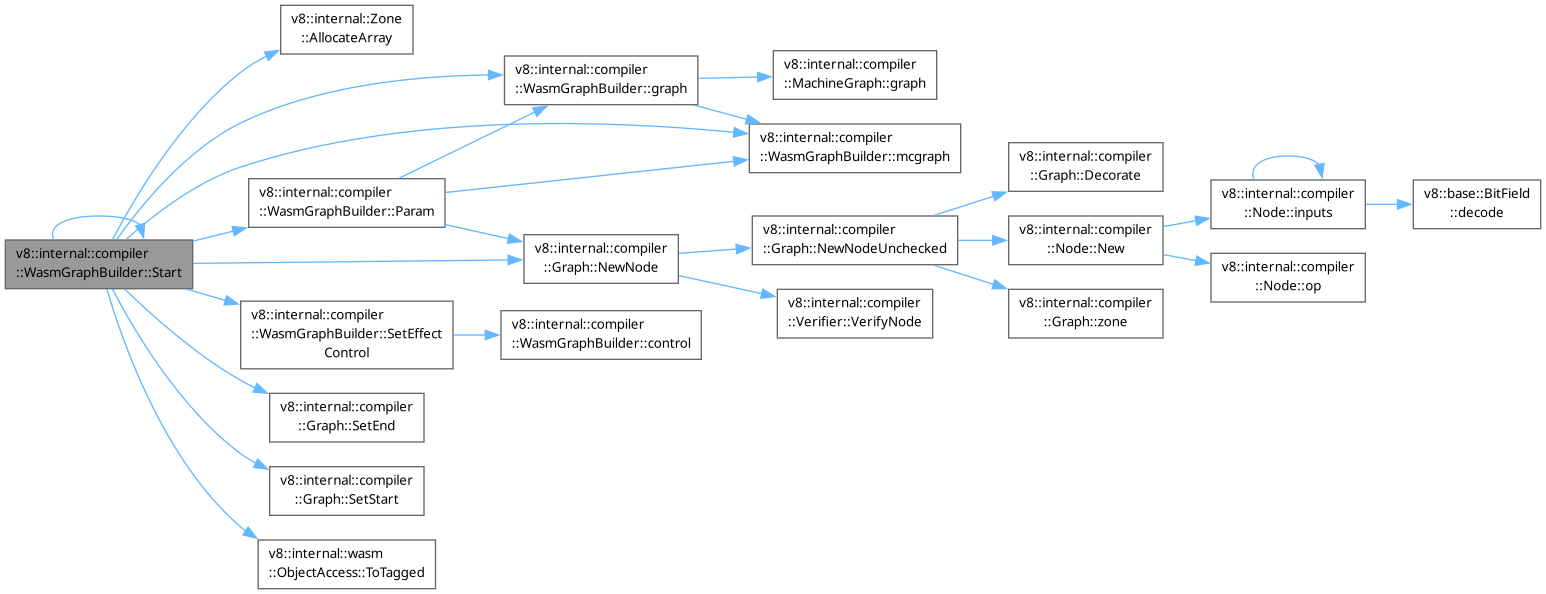 v8::internal::Zone
::AllocateArray
v8::internal::compiler
::WasmGraphBuilder::graph
v8::internal::compiler
::MachineGraph::graph
v8::internal::compiler
::WasmGraphBuilder::mcgraph
v8::internal::compiler
::Graph::Decorate
v8::internal::compiler
::WasmGraphBuilder::Param
v8::internal::compiler
::Node::inputs
v8::base::BitField
::decode
v8::internal::compiler
::WasmGraphBuilder::Start
v8::internal::compiler
::Graph::NewNode
v8::internal::compiler
::Graph::NewNodeUnchecked
v8::internal::compiler
::Node::New
v8::internal::compiler
::Node::op
v8::internal::compiler
::Verifier::VerifyNode
v8::internal::compiler
::Graph::zone
v8::internal::compiler
::WasmGraphBuilder::SetEffect
Control
v8::internal::compiler
::WasmGraphBuilder::control
v8::internal::compiler
::Graph::SetEnd
v8::internal::compiler
::Graph::SetStart
v8::internal::wasm
::ObjectAccess::ToTagged